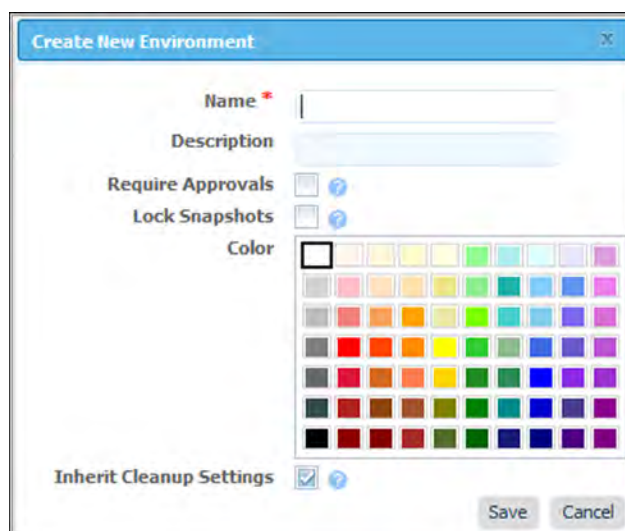 Create New Environment x
Name *
Description
Require Approvals ?
Lock Snapshots ?
Color
Inherit Cleanup Settings ?
Save Cancel